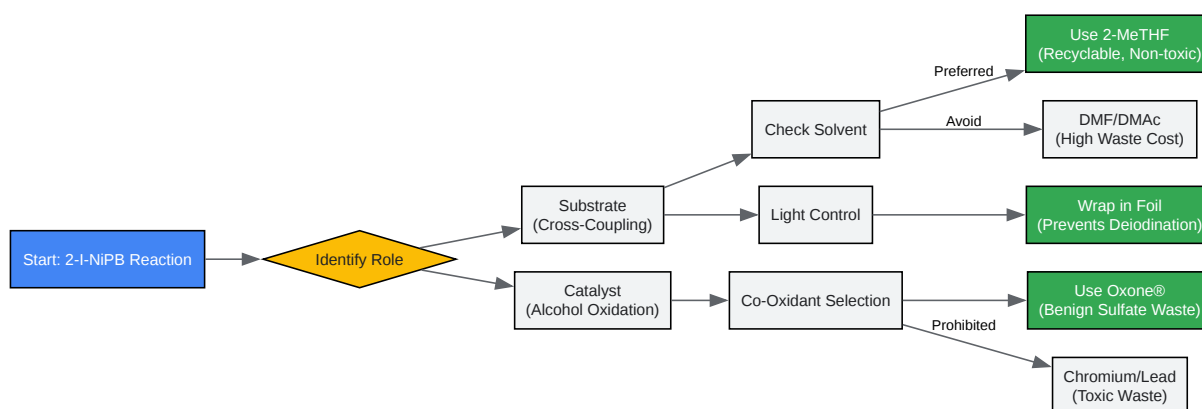 Start: 2-I-NiPB Reaction
Identify Role
Substrate
(Cross-Coupling)
Catalyst
(Alcohol Oxidation)
Check Solvent
Light Control
Co-Oxidant Selection
Preferred
Avoid
Prohibited
Use 2-MeTHF
(Recyclable, Non-toxic)
DMF/DMAc
(High Waste Cost)
Wrap in Foil
(Prevents Deiodination)
Use Oxone®
(Benign Sulfate Waste)
Chromium/Lead
(Toxic Waste)